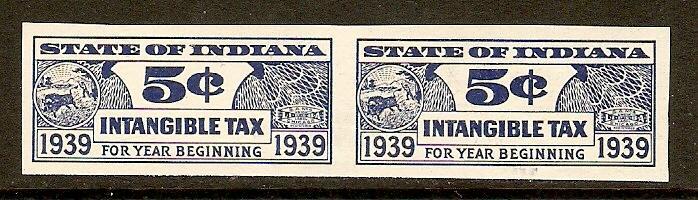 STATE OF INDIANA
5¢
INTANGIBLE TAX
1939 FOR YEAR BEGINNING 1939
STATE OF INDIANA
5¢
INTANGIBLE TAX
1939 FOR YEAR BEGINNING 1939